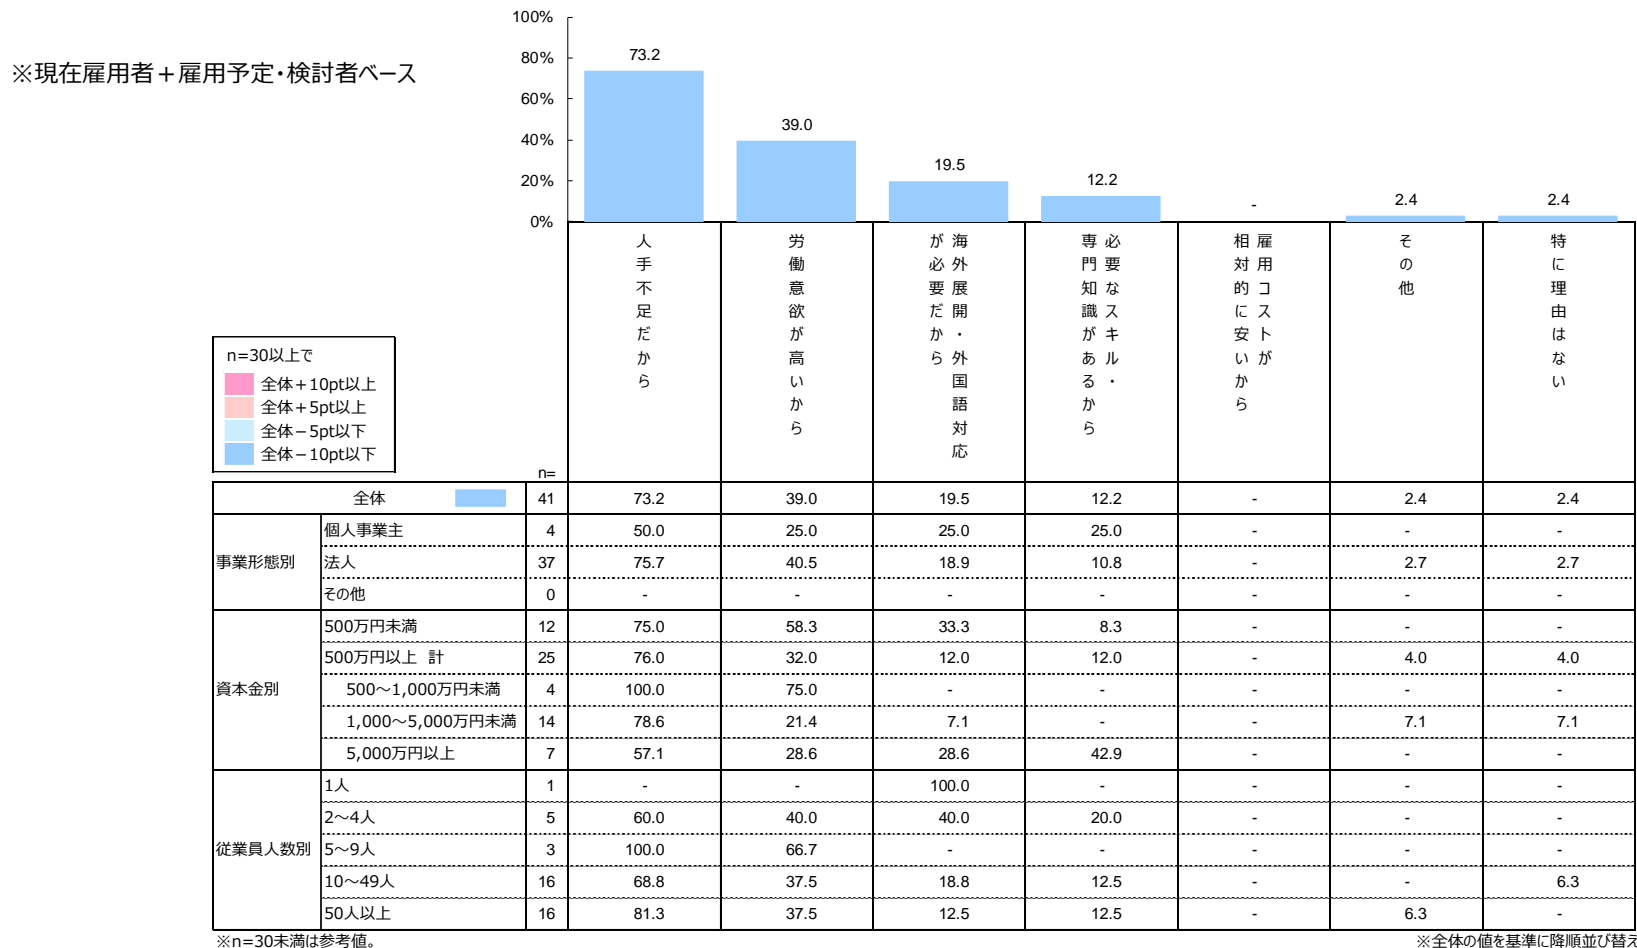 100%
80%
60%
40%
20%
0%
※現在雇用者+雇用予定・検討者ベース
73.2
39.0
19.5
12.2
-
2.4
2.4
人手不足だから
労働意欲が高いから
海外展開・外国語対応
が必要だから
必要なスキル・
専門知識があるから
雇用コストが
相対的に安いから
その他
特に理由はない
n=30以上で
全体+10pt以上
全体+5pt以上
全体-5pt以下
全体-10pt以下
n=
全体 41 73.2 39.0 19.5 12.2 - 2.4 2.4
事業形態別
個人事業主 4 50.0 25.0 25.0 25.0 - - -
法人 37 75.7 40.5 18.9 10.8 - 2.7 2.7
その他 0 - - - - - - -
資本金別
500万円未満 12 75.0 58.3 33.3 8.3 - - -
500万円以上 計 25 76.0 32.0 12.0 12.0 - 4.0 4.0
500～1,000万円未満 4 100.0 75.0 - - - - -
1,000～5,000万円未満 14 78.6 21.4 7.1 - - 7.1 7.1
5,000万円以上 7 57.1 28.6 28.6 42.9 - - -
従業員人数別
1人 1 - - 100.0 - - - -
2～4人 5 60.0 40.0 40.0 20.0 - - -
5～9人 3 100.0 66.7 - - - - -
10～49人 16 68.8 37.5 18.8 12.5 - - 6.3
50人以上 16 81.3 37.5 12.5 12.5 - 6.3 -
※n=30未満は参考値。
※全体の値を基準に降順並び替え